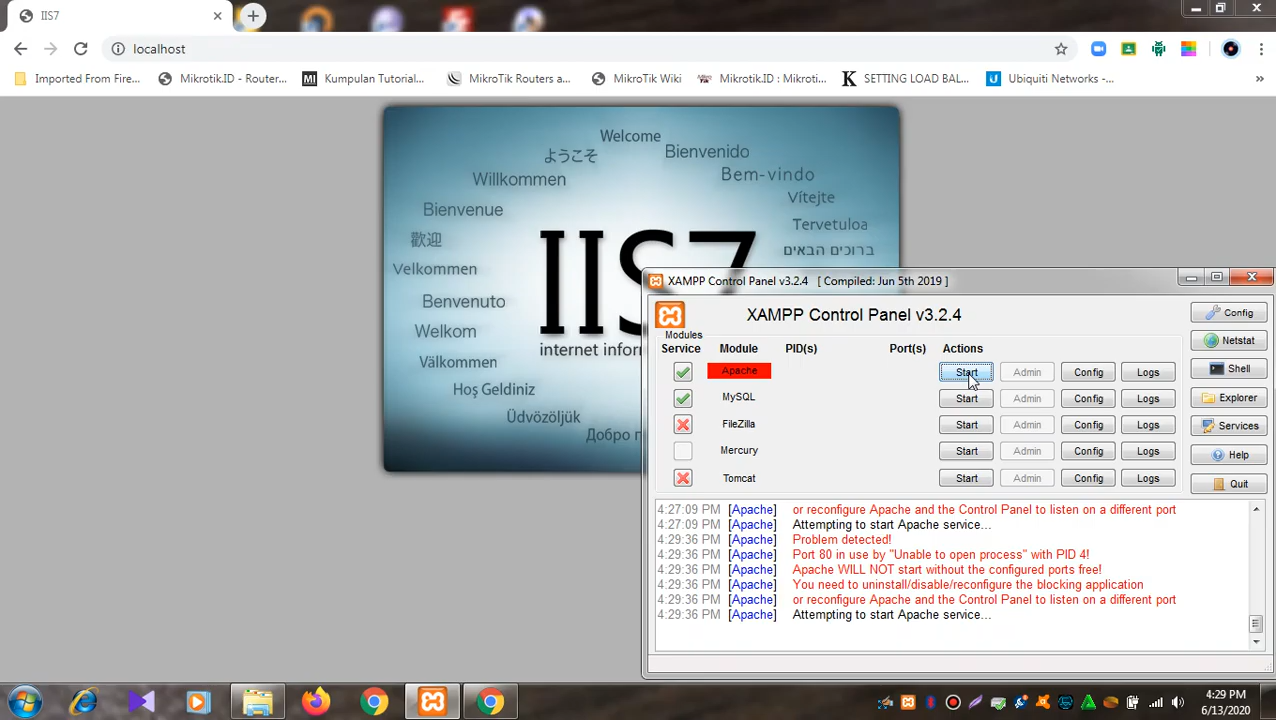 IIS7
localhost
Imported From Fire...
Mikrotik.ID - Router...
Kumpulan Tutorial...
MikroTik Routers a...
MikroTik Wiki
Mikrotik.ID : Mikroti...
SETTING LOAD BAL...
Ubiquiti Networks -...
»
Welcome
ようこそ
Bienvenido
Willkommen
Bem-vindo
Vítejte
Bienvenue
Tervetuloa
歡迎
ברוכים הבאים
Velkommen
Benvenuto
Welkom
Välkommen
Hoş Geldiniz
Üdvözöljük
Добро п
IIS7
internet infor
XAMPP Control Panel v3.2.4 [ Compiled: Jun 5th 2019 ]
XAMPP Control Panel v3.2.4
Config
Modules
Service Module PID(s) Port(s) Actions
Netstat
Apache Start Admin Config Logs
Shell
MySQL Start Admin Config Logs
Explorer
FileZilla Start Admin Config Logs
Services
Mercury Start Admin Config Logs
Help
Tomcat Start Admin Config Logs
Quit
4:27:09 PM [Apache] or reconfigure Apache and the Control Panel to listen on a different port
4:27:09 PM [Apache] Attempting to start Apache service...
4:29:36 PM [Apache] Problem detected!
4:29:36 PM [Apache] Port 80 in use by "Unable to open process" with PID 4!
4:29:36 PM [Apache] Apache WILL NOT start without the configured ports free!
4:29:36 PM [Apache] You need to uninstall/disable/reconfigure the blocking application
4:29:36 PM [Apache] or reconfigure Apache and the Control Panel to listen on a different port
4:29:36 PM [Apache] Attempting to start Apache service...
4:29 PM
6/13/2020